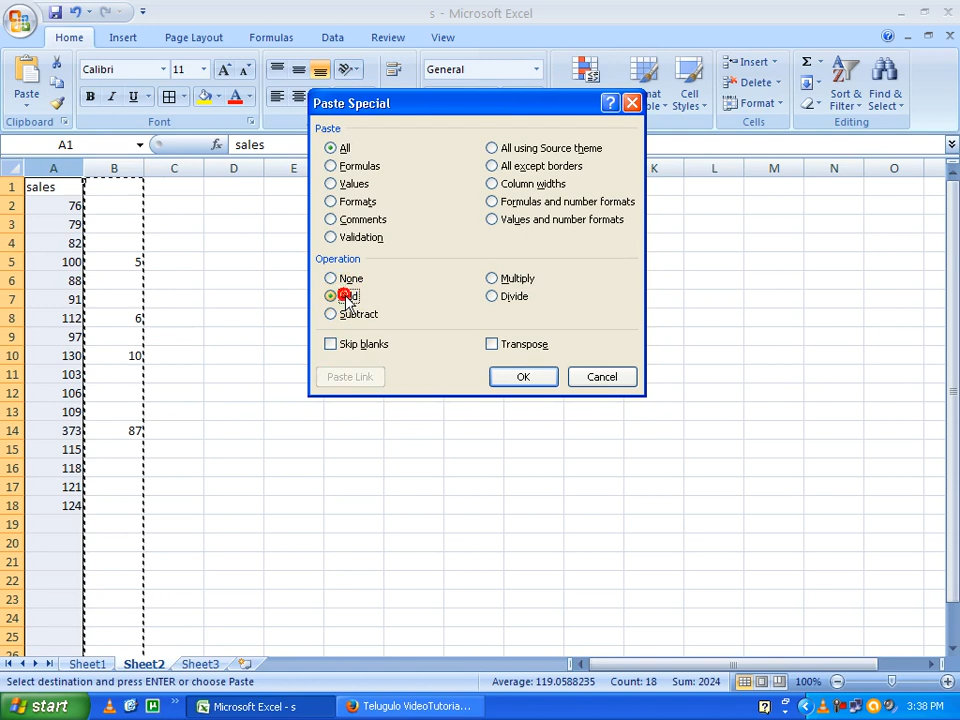 s - Microsoft Excel
Home Insert Page Layout Formulas Data Review View
Paste
Clipboard
Calibri 11 A A
B I U A
Font
General
Cell
Styles
Insert
Delete
Format
Cells
Σ
Sort &
Filter
Find &
Select
Editing
A1 fx sales
A B C D E K L M N O
1 sales
2 76
3 79
4 82
5 100 5
6 88
7 91
8 112 6
9 97
10 130 10
11 103
12 106
13 109
14 373 87
15 115
16 118
17 121
18 124
19
20
21
22
23
24
25
Paste Special
Paste
All All using Source theme
Formulas All except borders
Values Column widths
Formats Formulas and number formats
Comments Values and number formats
Validation
Operation
None Multiply
Divide
Subtract
Skip blanks Transpose
Paste Link OK Cancel
Sheet1 Sheet2 Sheet3
Select destination and press ENTER or choose Paste Average: 119.0588235 Count: 18 Sum: 2024 100%
start Microsoft Excel - s Telugulo VideoTutoria... 3:38 PM